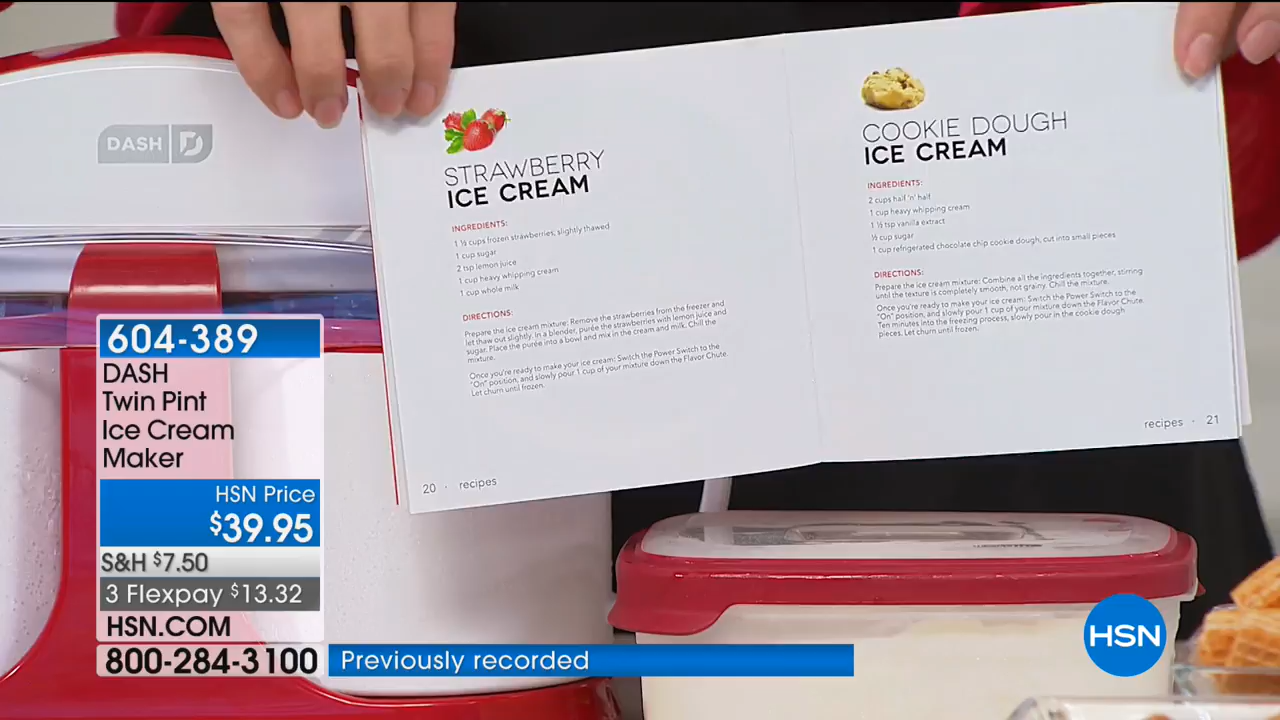 DASH
STRAWBERRY
ICE CREAM
INGREDIENTS:
1 ½ cups frozen strawberries, slightly thawed
1 cup sugar
2 tsp lemon juice
1 cup heavy whipping cream
1 cup whole milk
DIRECTIONS:
Prepare the ice cream mixture: Remove the strawberries from the freezer and
let thaw out slightly, in a blender, purée the strawberries with lemon juice and
sugar. Place the purée into a bowl and mix in the cream and milk. Chill the
mixture.
Once you're ready to make your ice cream: Switch the Power Switch to the
"On" position, and slowly pour 1 cup of your mixture down the Flavor Chute.
Let churn until frozen.
20 · recipes
COOKIE DOUGH
ICE CREAM
INGREDIENTS:
2 cups half 'n' half
1 cup heavy whipping cream
1 ½ tsp vanilla extract
½ cup sugar
1 cup refrigerated chocolate chip cookie dough, cut into small pieces
DIRECTIONS:
Prepare the ice cream mixture: Combine all the ingredients together, stirring
until the texture is completely smooth, not grainy. Chill the mixture.
Once you're ready to make your ice cream: Switch the Power Switch to the
"On" position, and slowly pour 1 cup of your mixture down the Flavor Chute.
Ten minutes into the freezing process, slowly pour in the cookie dough
pieces. Let churn until frozen.
recipes · 21
604-389
DASH
Twin Pint
Ice Cream
Maker
HSN Price
$39.95
S&H $7.50
3 Flexpay $13.32
HSN.COM
800-284-3100
Previously recorded
HSN